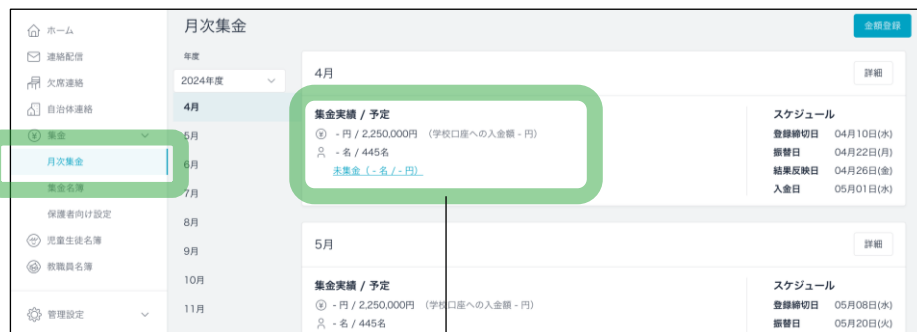 ホーム
連絡配信
欠席連絡
自治体連絡
集金
月次集金
集金名簿
保護者向け設定
児童生徒名簿
教職員名簿
管理設定
月次集金
金額登録
年度
2024年度
4月
5月
6月
7月
8月
9月
10月
11月
4月
詳細
集金実績 / 予定
- 円 / 2,250,000円 （学校口座への入金額 - 円）
- 名 / 445名
未集金（ - 名 / - 円）
スケジュール
登録締切日 04月10日(水)
振替日 04月22日(月)
結果反映日 04月26日(金)
入金日 05月01日(水)
5月
詳細
集金実績 / 予定
- 円 / 2,250,000円 （学校口座への入金額 - 円）
- 名 / 445名
スケジュール
登録締切日 05月08日(水)
振替日 05月20日(火)